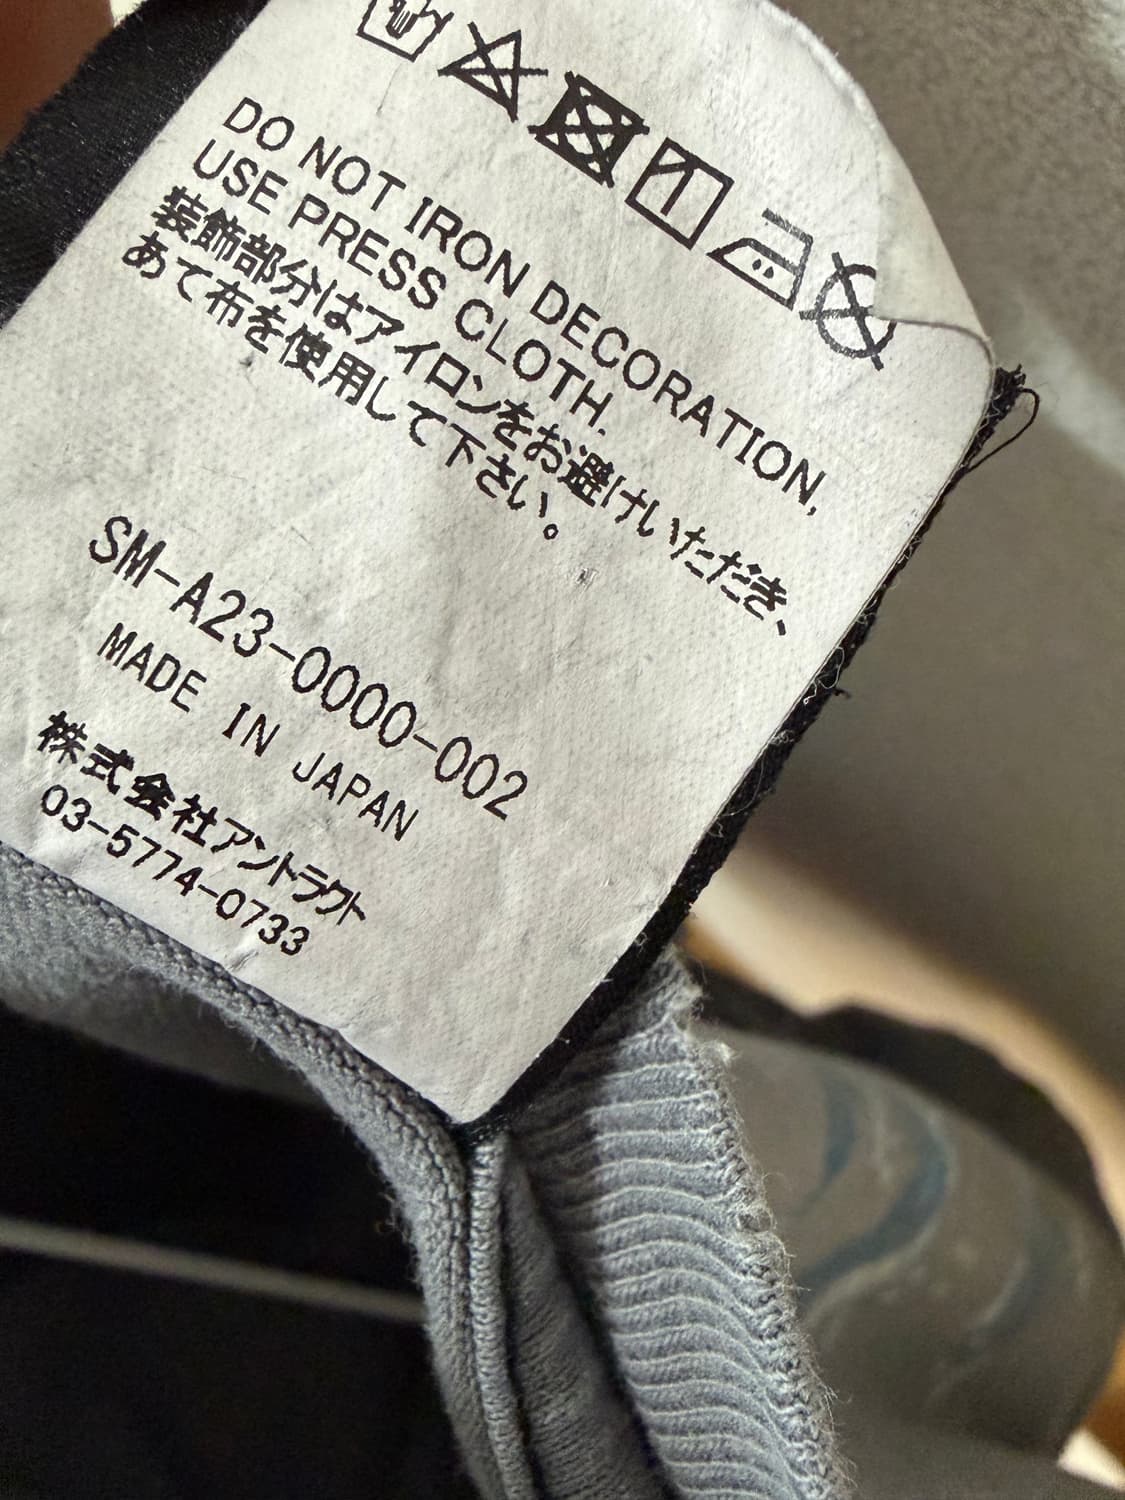 DO NOT IRON DECORATION,
USE PRESS CLOTH.
装飾部分はアイロンをお避けいただき、
あて布を使用して下さい。
SM-A23-0000-002
MADE IN JAPAN
株式会社アントラクト
03-5774-0733